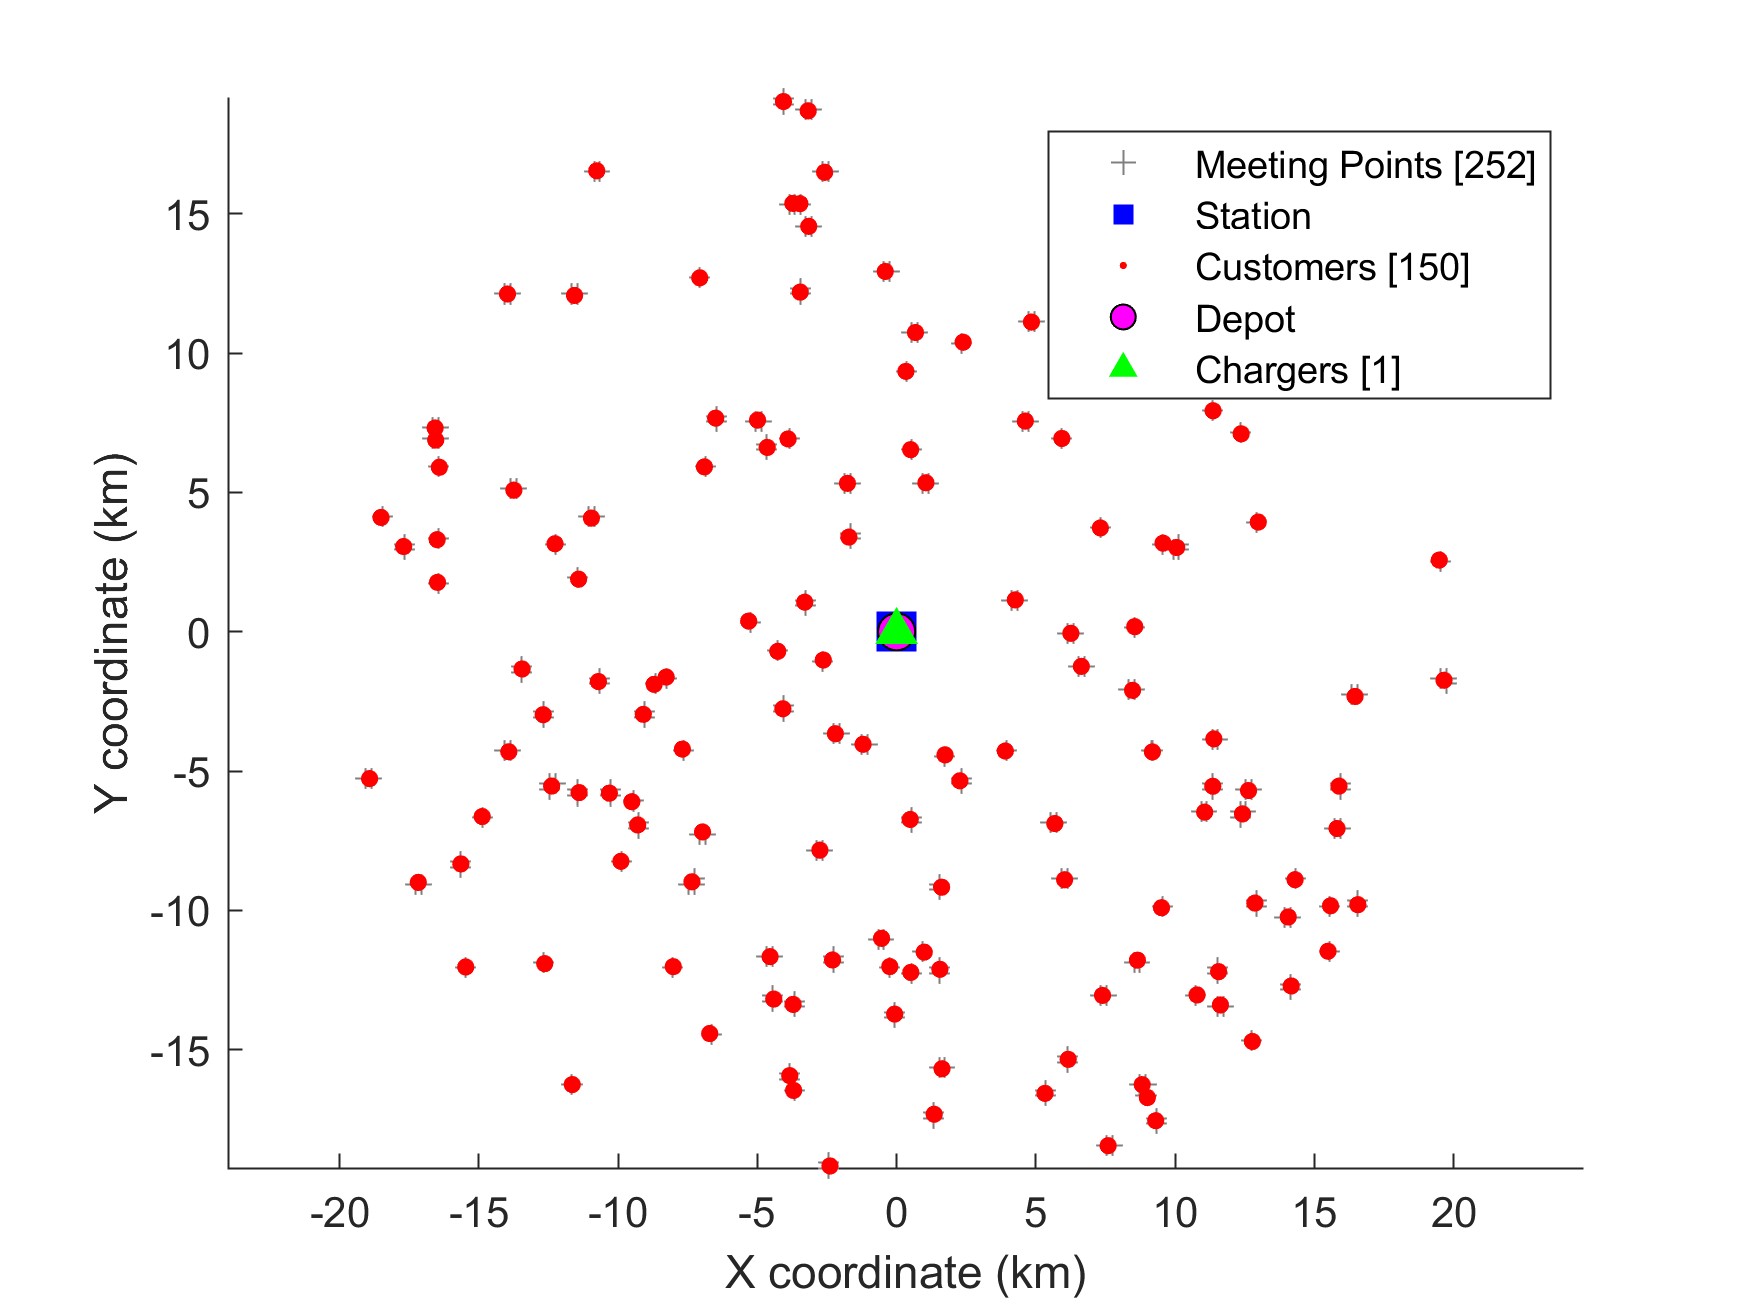 Meeting Points [252]
Station
Customers [150]
Depot
Chargers [1]
15
10
5
0
-5
-10
-15
Y coordinate (km)
-20 -15 -10 -5 0 5 10 15 20
X coordinate (km)